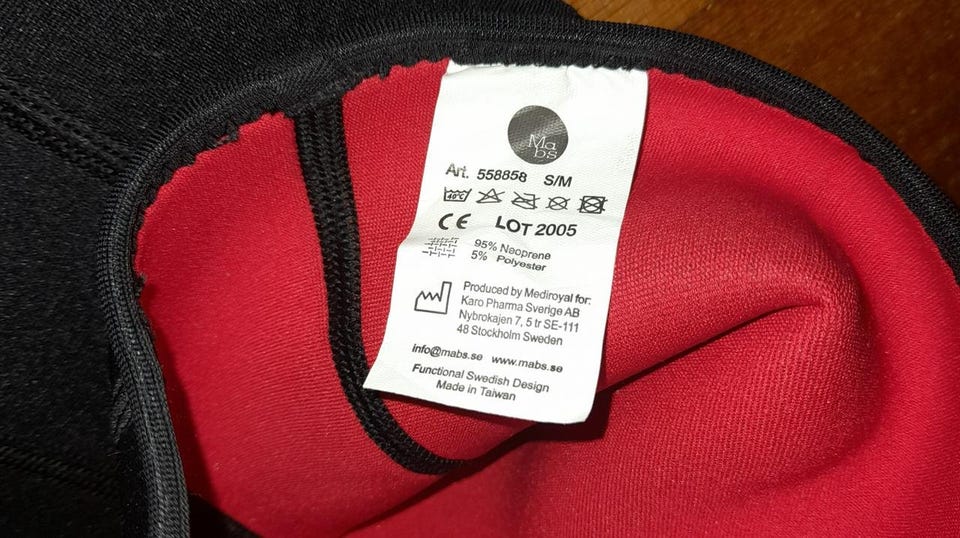 Mabs
Art. 558858 S/M
40°C
CE LOT 2005
95% Neoprene
5% Polyester
Produced by Mediroyal for:
Karo Pharma Sverige AB
Nybrokajen 7, 5 tr SE-111
48 Stockholm Sweden
info@mabs.se www.mabs.se
Functional Swedish Design
Made in Taiwan